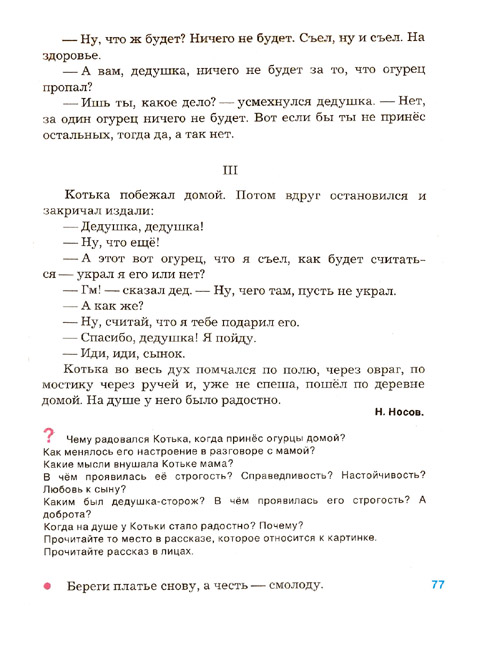 — Ну, что ж будет? Ничего не будет. Съел, ну и съел. На
здоровье.
— А вам, дедушка, ничего не будет за то, что огурец
пропал?
— Ишь ты, какое дело? — усмехнулся дедушка. — Нет,
за один огурец ничего не будет. Вот если бы ты не принёс
остальных, тогда да, а так нет.
III
Котька побежал домой. Потом вдруг остановился и
закричал издали:
— Дедушка, дедушка!
— Ну, что ещё!
— А этот вот огурец, что я съел, как будет считать-
ся — украл я его или нет?
— Гм! — сказал дед. — Ну, чего там, пусть не украл.
— А как же?
— Ну, считай, что я тебе подарил его.
— Спасибо, дедушка! Я пойду.
— Иди, иди, сынок.
Котька во весь дух помчался по полю, через овраг, по
мостику через ручей и, уже не спеша, пошёл по деревне
домой. На душе у него было радостно.
Н. Носов.
? Чему радовался Котька, когда принёс огурцы домой?
Как менялось его настроение в разговоре с мамой?
Какие мысли внушала Котьке мама?
В чём проявилась её строгость? Справедливость? Настойчивость?
Любовь к сыну?
Каким был дедушка-сторож? В чём проявилась его строгость? А
доброта?
Когда на душе у Котьки стало радостно? Почему?
Прочитайте то место в рассказе, которое относится к картинке.
Прочитайте рассказ в лицах.
● Береги платье снову, а честь — смолоду.
77